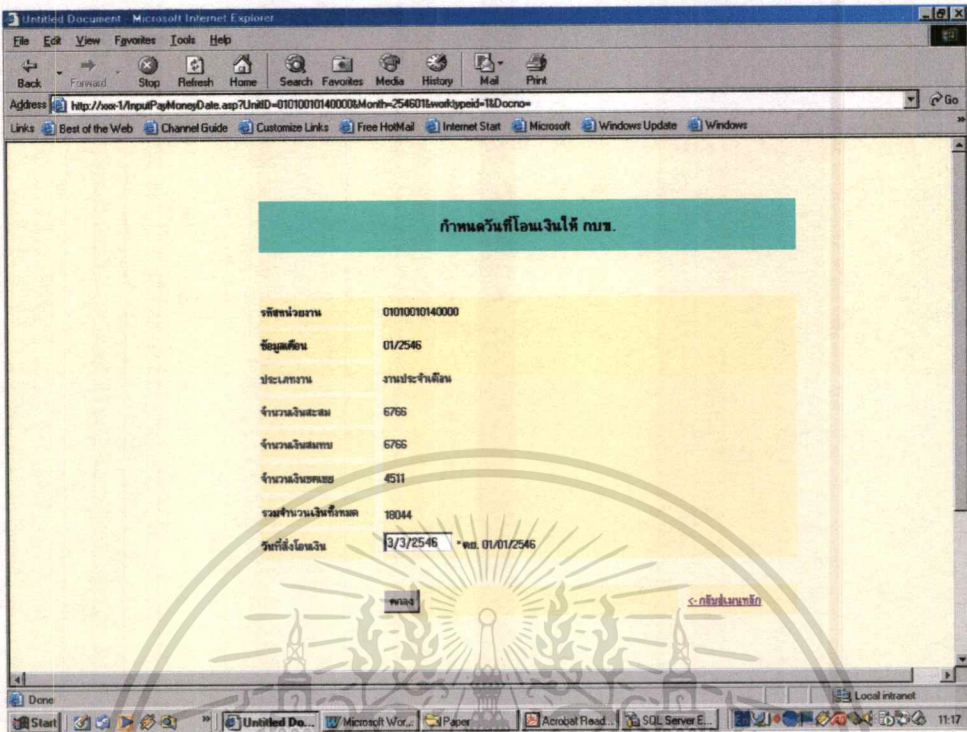 Untitled Document - Microsoft Internet Explorer
File Edit View Favorites Tools Help
Back Forward Stop Refresh Home Search Favorites Media History Mail Print
Address http://xxx-1/InputPayMoneyDate.asp?UnitID=01010010140000&Month=254601&worktypeid=1&Docno= Go
Links Best of the Web Channel Guide Customize Links Free HotMail Internet Start Microsoft Windows Update Windows
กำหนดวันที่โอนเงินให้ กบข.
รหัสหน่วยงาน 01010010140000
ข้อมูลเดือน 01/2546
ประเภทงาน งานประจำเดือน
จำนวนเงินสะสม 6766
จำนวนเงินสมทบ 6766
จำนวนเงินชดเชย 4511
รวมจำนวนเงินทั้งหมด 18044
วันที่สั่งโอนเงิน 3/3/2546 *ตย. 01/01/2546
ตกลง <- กลับสู่เมนูหลัก
Done Local intranet
Start Untitled Do... Microsoft Wor... Paper Acrobat Read... SQL Server E... 11:17